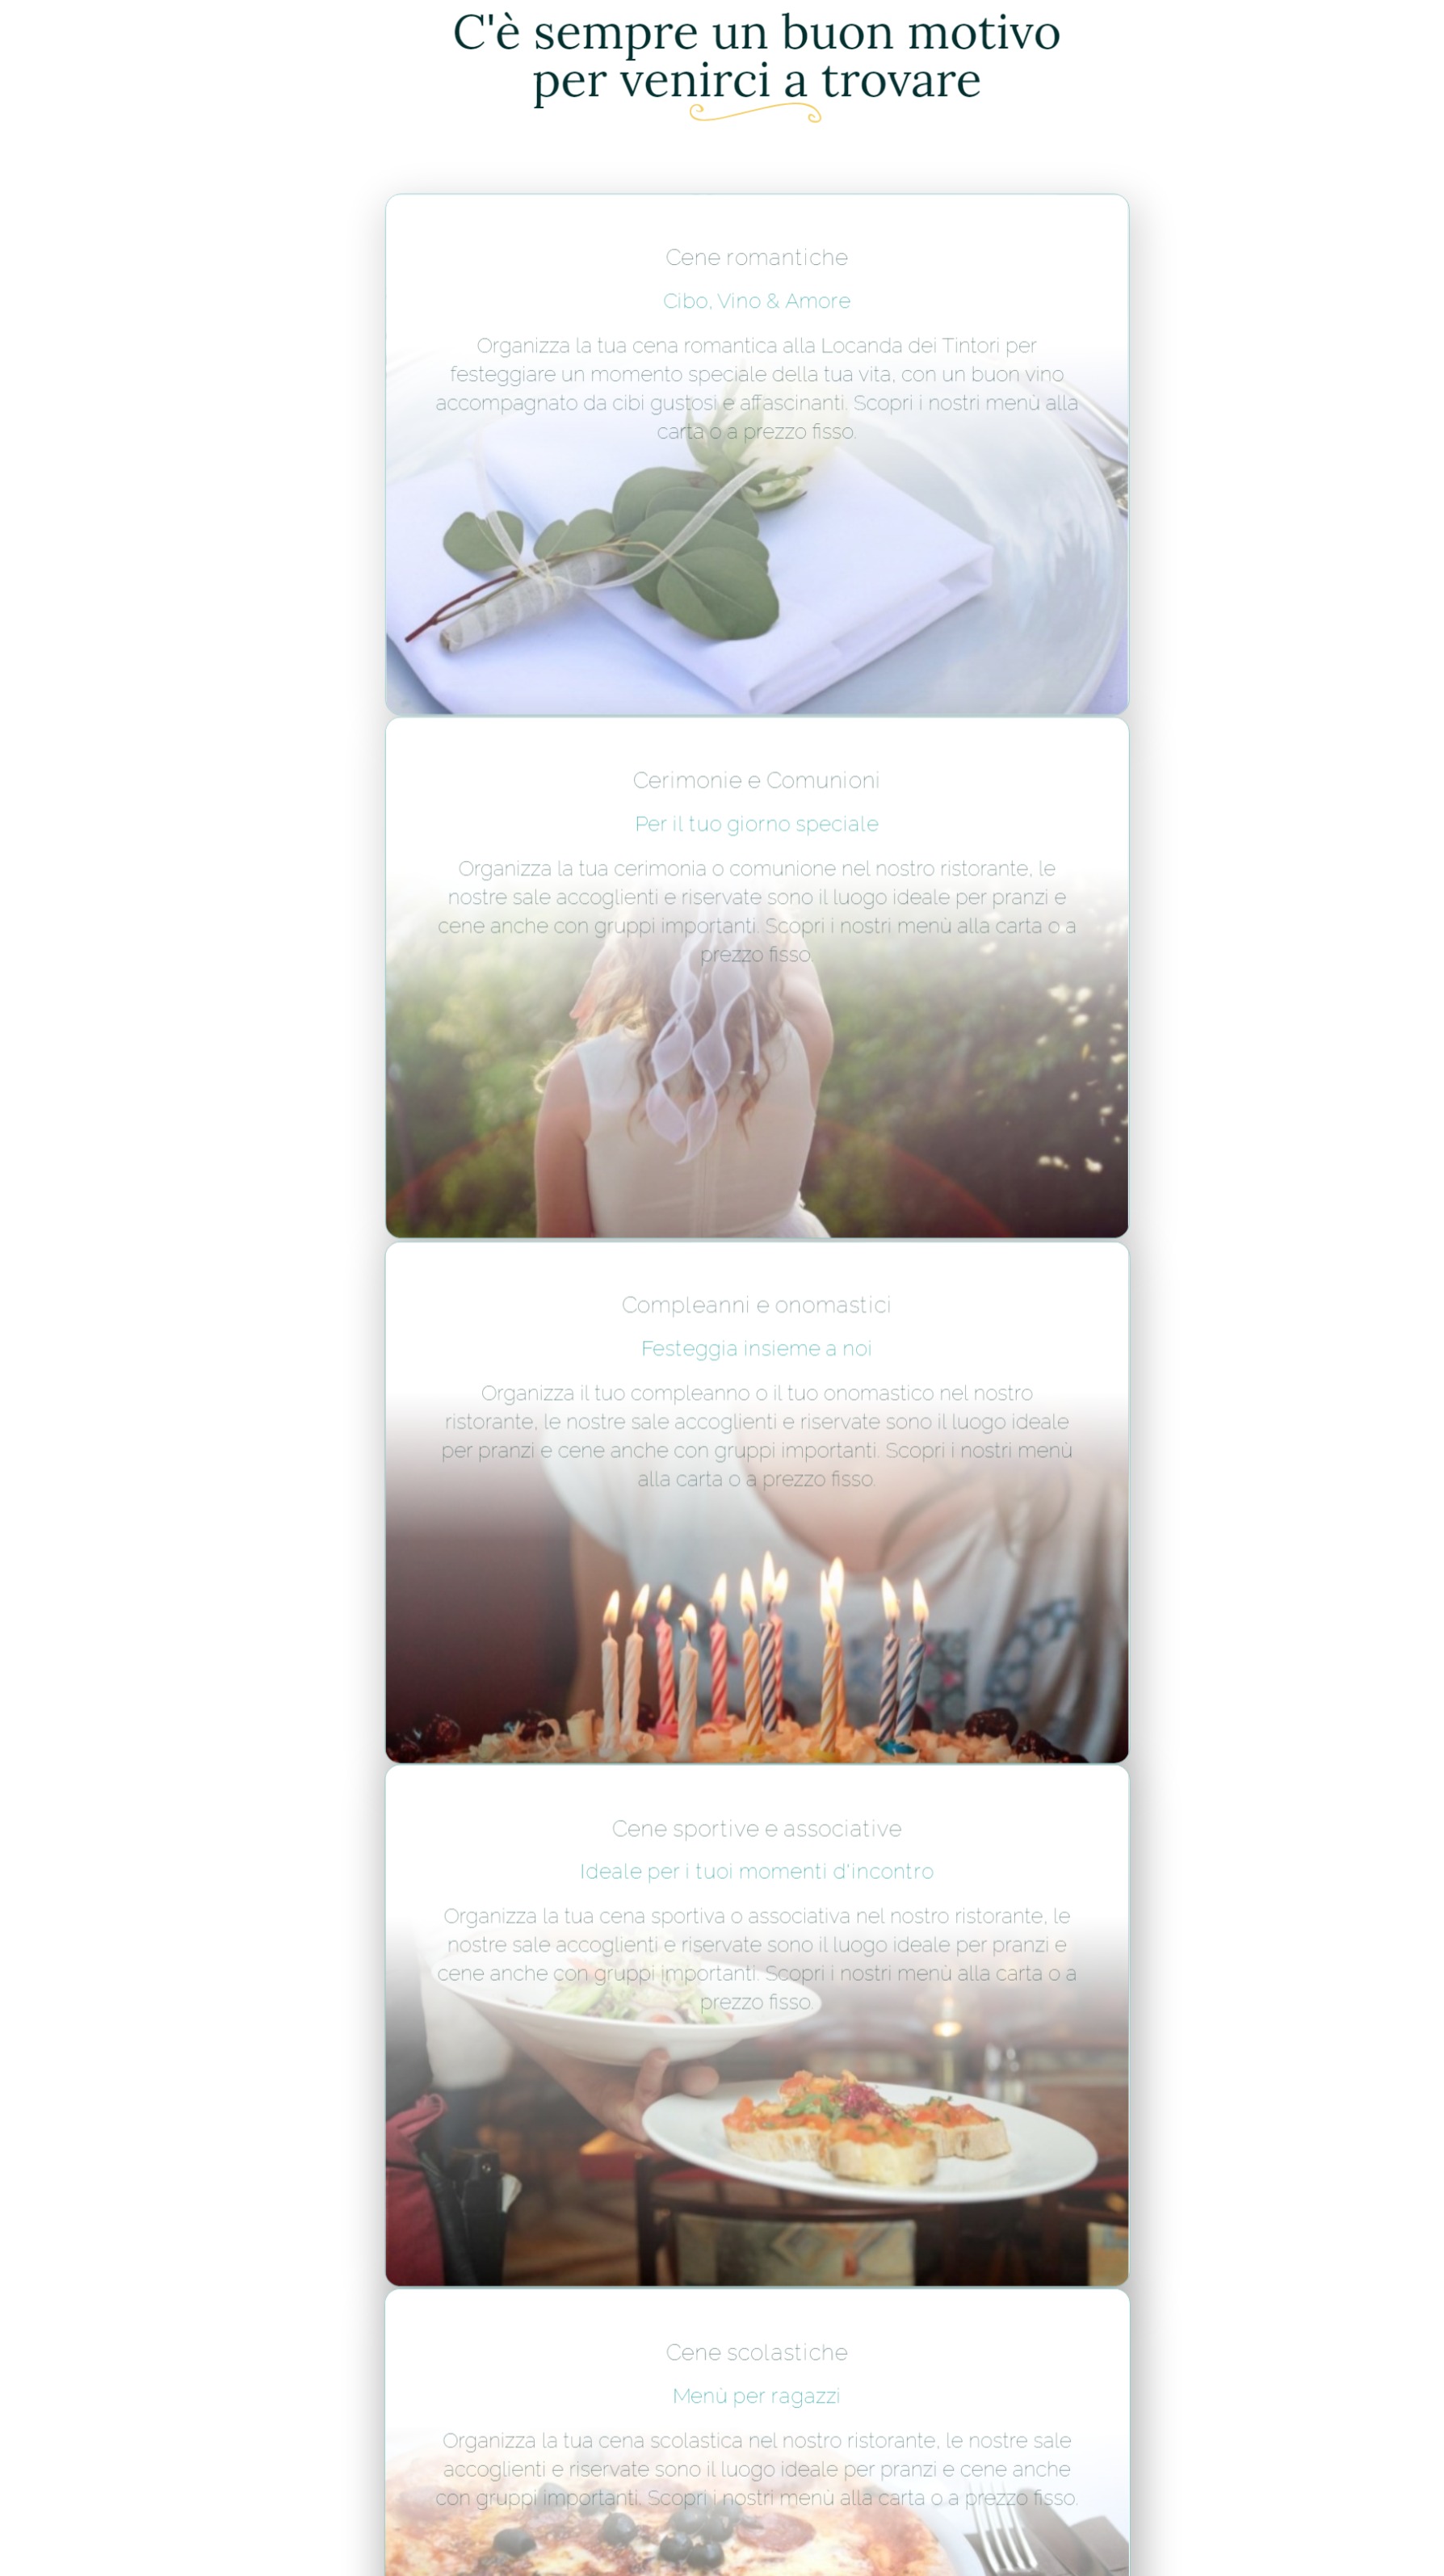 C'è sempre un buon motivo
per venirci a trovare
Cene romantiche
Cibo, Vino & Amore
Organizza la tua cena romantica alla Locanda dei Tintori per
festeggiare un momento speciale della tua vita, con un buon vino
accompagnato da cibi gustosi e affascinanti. Scopri i nostri menù alla
carta o a prezzo fisso.
Cerimonie e Comunioni
Per il tuo giorno speciale
Organizza la tua cerimonia o comunione nel nostro ristorante, le
nostre sale accoglienti e riservate sono il luogo ideale per pranzi e
cene anche con gruppi importanti. Scopri i nostri menù alla carta o a
prezzo fisso.
Compleanni e onomastici
Festeggia insieme a noi
Organizza il tuo compleanno o il tuo onomastico nel nostro
ristorante, le nostre sale accoglienti e riservate sono il luogo ideale
per pranzi e cene anche con gruppi importanti. Scopri i nostri menù
alla carta o a prezzo fisso.
Cene sportive e associative
Ideale per i tuoi momenti d'incontro
Organizza la tua cena sportiva o associativa nel nostro ristorante, le
nostre sale accoglienti e riservate sono il luogo ideale per pranzi e
cene anche con gruppi importanti. Scopri i nostri menù alla carta o a
prezzo fisso.
Cene scolastiche
Menù per ragazzi
Organizza la tua cena scolastica nel nostro ristorante, le nostre sale
accoglienti e riservate sono il luogo ideale per pranzi e cene anche
con gruppi importanti. Scopri i nostri menù alla carta o a prezzo fisso.